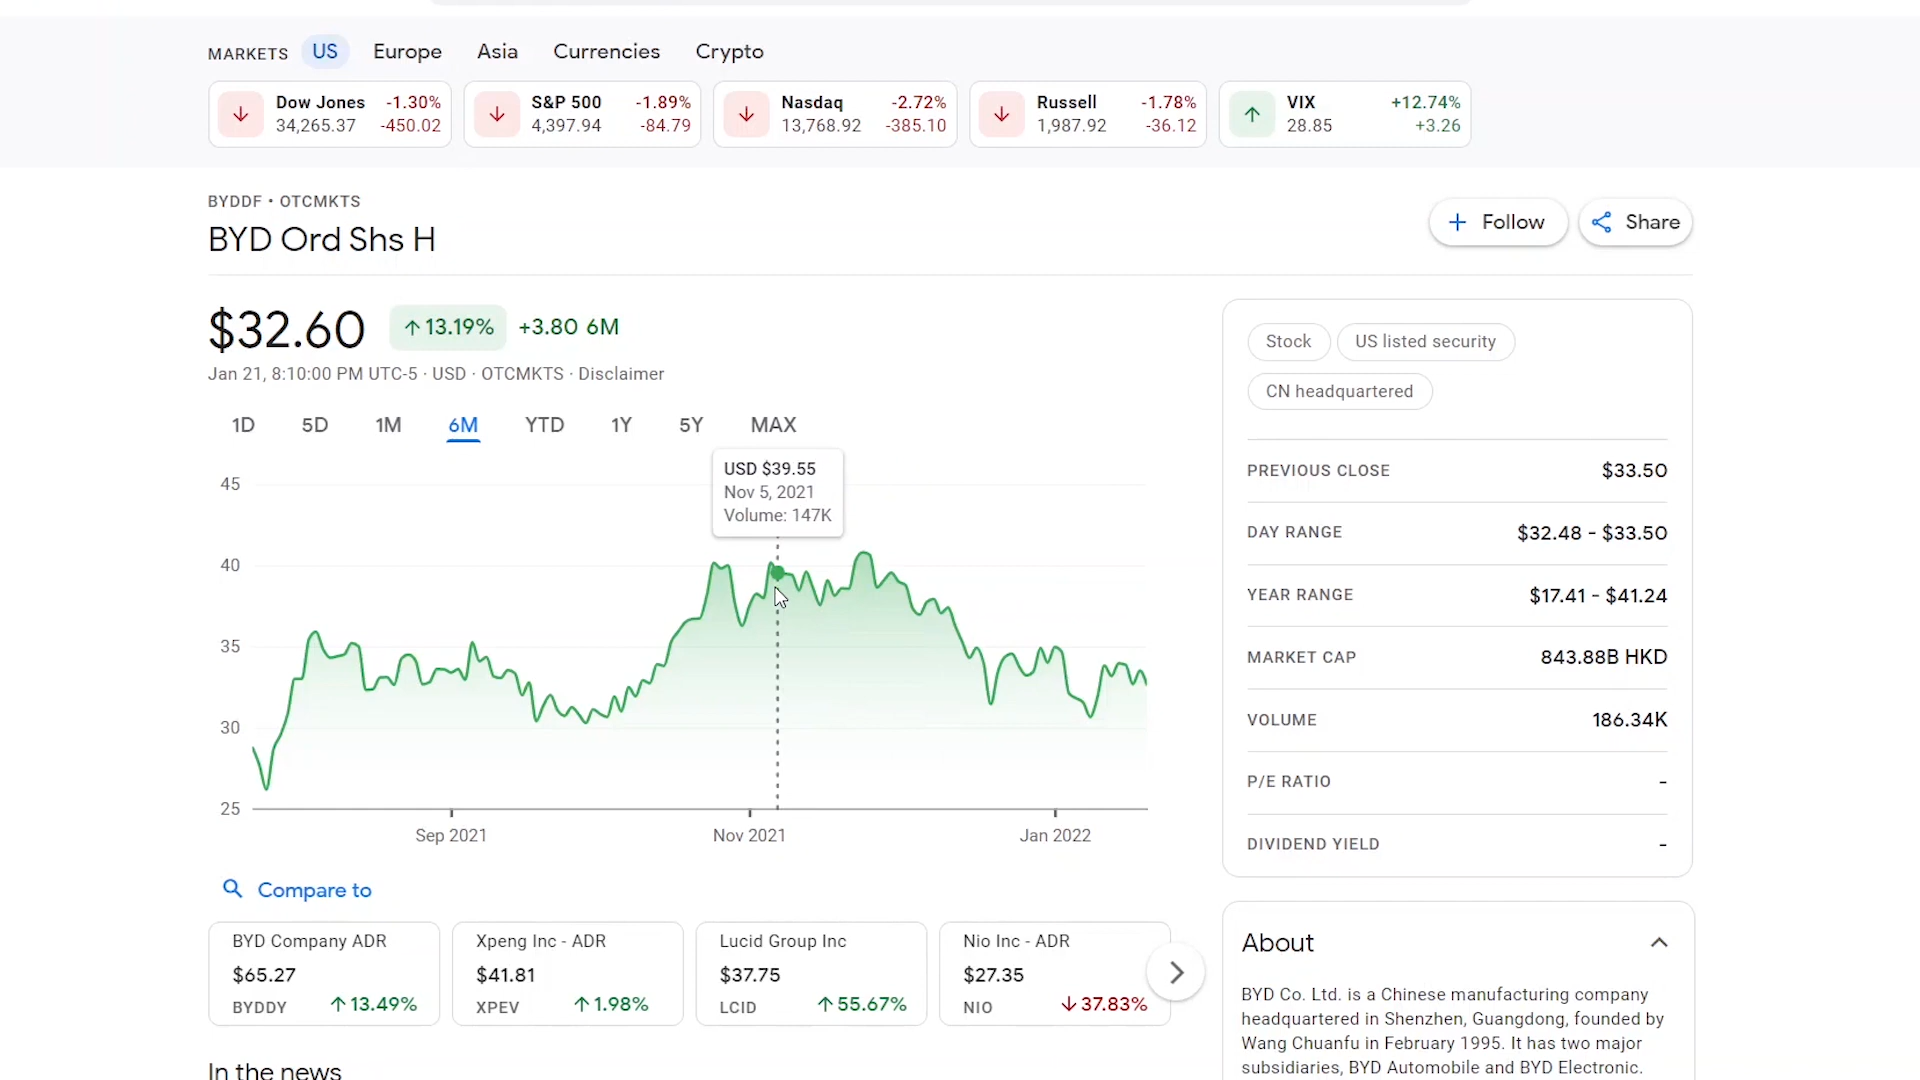 MARKETS US Europe Asia Currencies Crypto
Dow Jones -1.30% S&P 500 -1.89% Nasdaq -2.72% Russell -1.78% VIX +12.74%
34,265.37 -450.02 4,397.94 -84.79 13,768.92 -385.10 1,987.92 -36.12 28.85 +3.26
BYDDF • OTCMKTS
BYD Ord Shs H
Follow Share
$32.60 13.19% +3.80 6M
Jan 21, 8:10:00 PM UTC-5 · USD · OTCMKTS · Disclaimer
1D 5D 1M 6M YTD 1Y 5Y MAX
USD $39.55
Nov 5, 2021
Volume: 147K
45
40
35
30
25
Sep 2021 Nov 2021 Jan 2022
Stock US listed security
CN headquartered
PREVIOUS CLOSE $33.50
DAY RANGE $32.48 - $33.50
YEAR RANGE $17.41 - $41.24
MARKET CAP 843.88B HKD
VOLUME 186.34K
P/E RATIO -
DIVIDEND YIELD -
Compare to
BYD Company ADR Xpeng Inc - ADR Lucid Group Inc Nio Inc - ADR
$65.27 $41.81 $37.75 $27.35
BYDDY 13.49% XPEV 1.98% LCID 55.67% NIO 37.83%
In the news
About
BYD Co. Ltd. is a Chinese manufacturing company
headquartered in Shenzhen, Guangdong, founded by
Wang Chuanfu in February 1995. It has two major
subsidiaries, BYD Automobile and BYD Electronic.